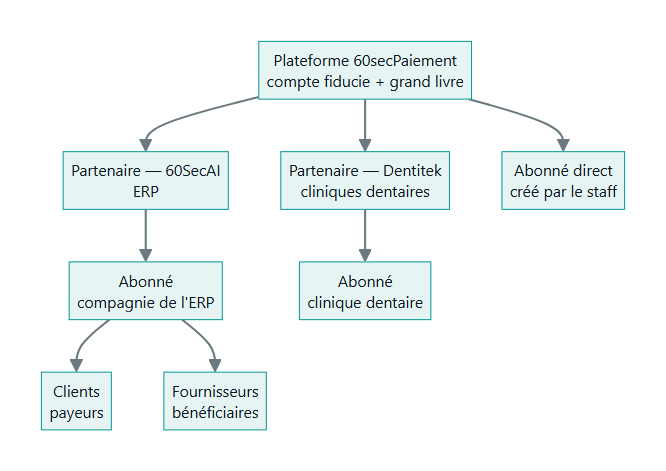 Plateforme 60secPaiement
compte fiducie + grand livre
Partenaire — 60SecAI
ERP
Partenaire — Dentitek
cliniques dentaires
Abonné direct
créé par le staff
Abonné
compagnie de l'ERP
Abonné
clinique dentaire
Clients
payeurs
Fournisseurs
bénéficiaires